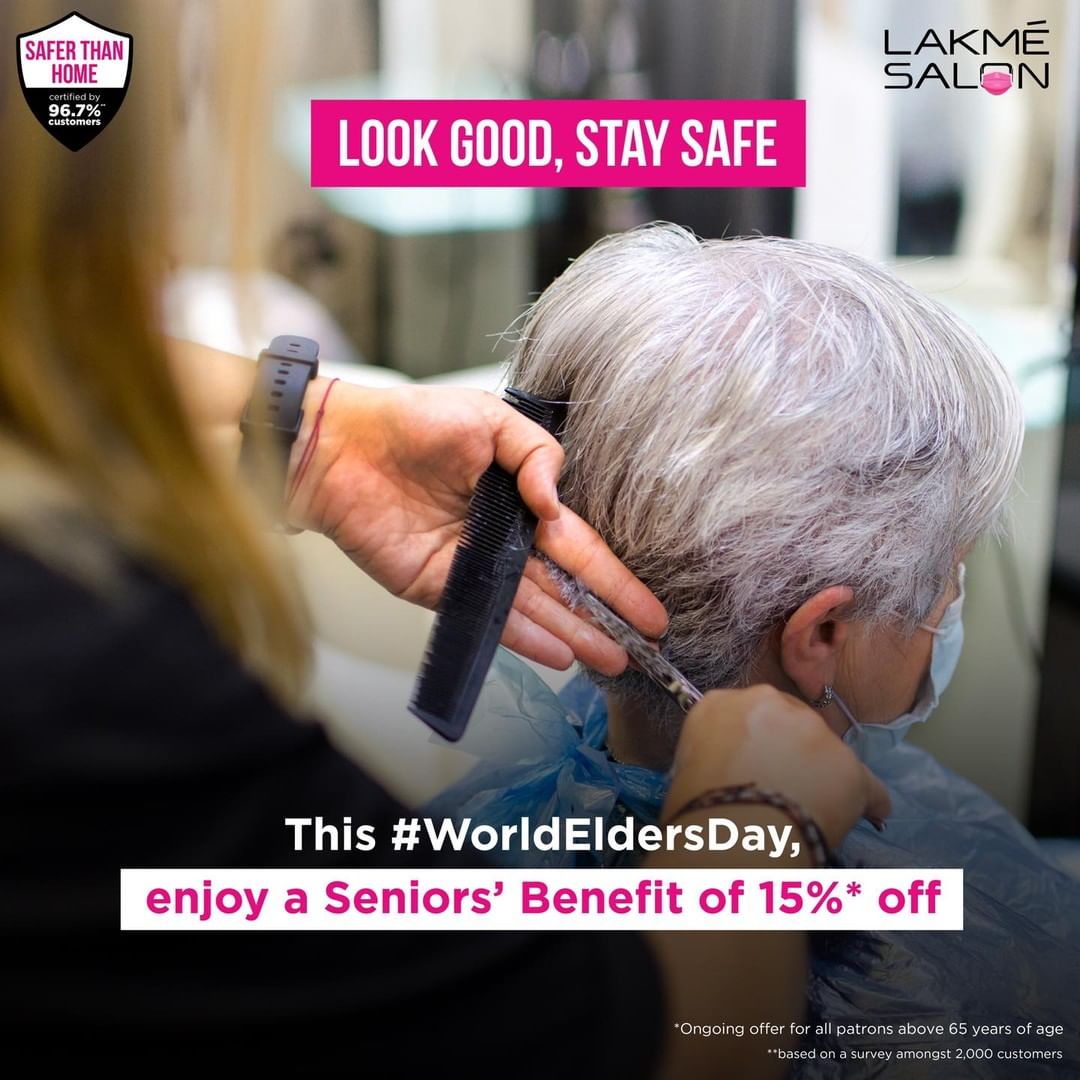 SAFER THAN
HOME
certified by
96.7%**
customers
LAKMÉ
SALON
LOOK GOOD, STAY SAFE
This #WorldEldersDay,
enjoy a Seniors’ Benefit of 15%* off
*Ongoing offer for all patrons above 65 years of age
**based on a survey amongst 2,000 customers